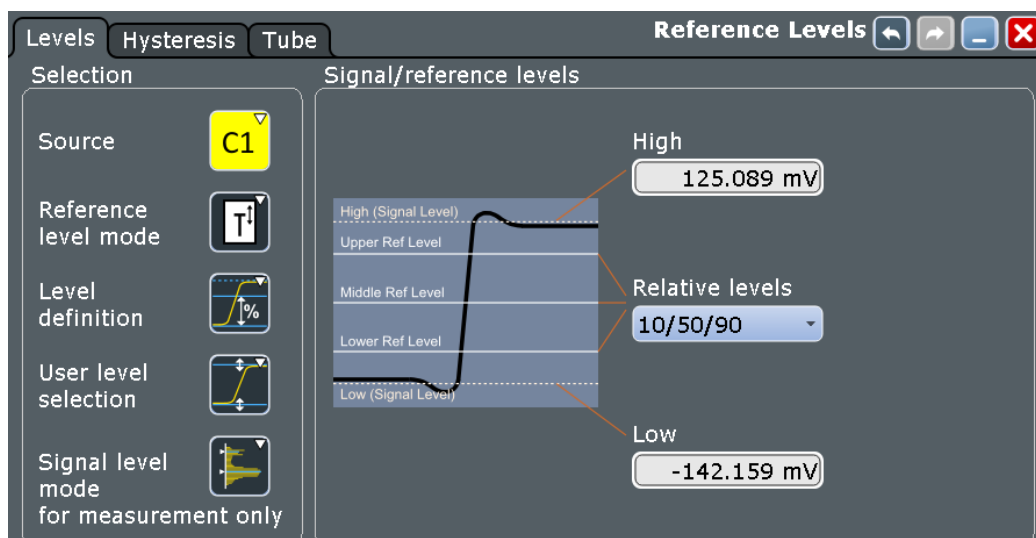 Levels Hysteresis Tube Reference Levels
Selection
Source
C1
Reference
level mode
T
Level
definition
%
User level
selection
Signal level
mode
for measurement only
Signal/reference levels
High (Signal Level)
Upper Ref Level
Middle Ref Level
Lower Ref Level
Low (Signal Level)
High
125.089 mV
Relative levels
10/50/90
Low
-142.159 mV